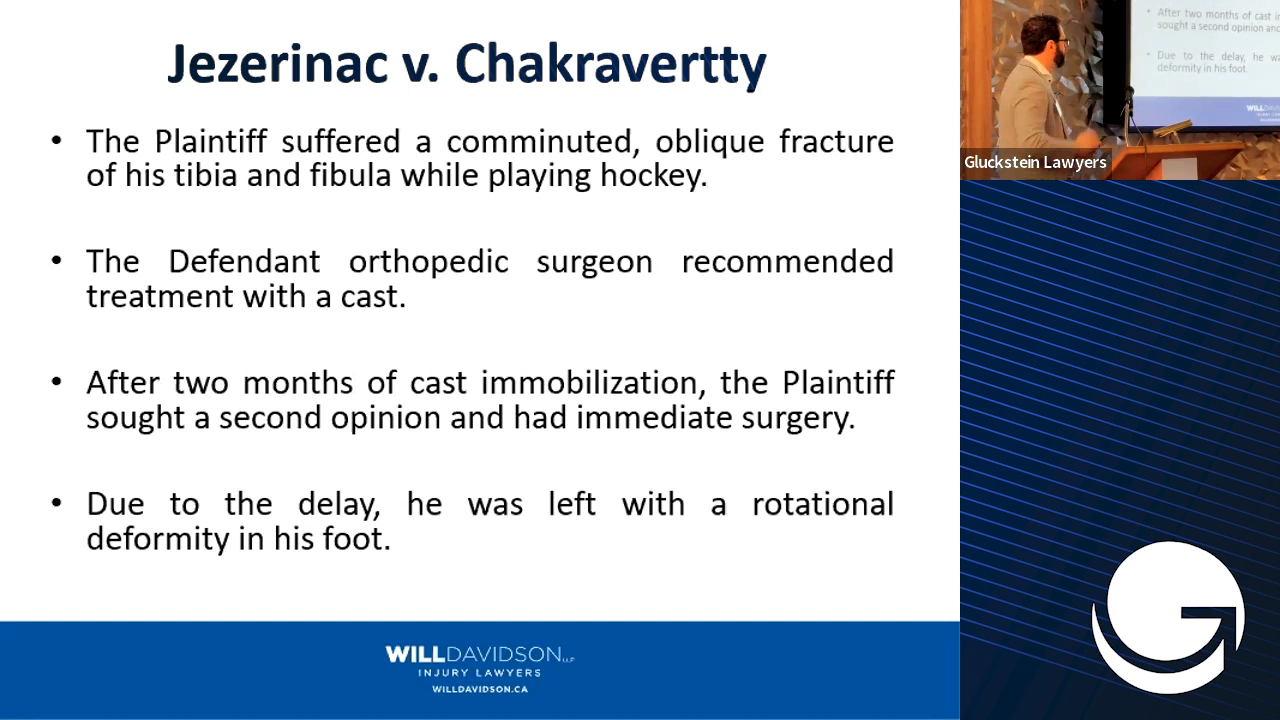 Jezerinac v. Chakravertty
• The Plaintiff suffered a comminuted, oblique fracture
of his tibia and fibula while playing hockey.
• The Defendant orthopedic surgeon recommended
treatment with a cast.
• After two months of cast immobilization, the Plaintiff
sought a second opinion and had immediate surgery.
• Due to the delay, he was left with a rotational
deformity in his foot.
WILLDAVIDSON LLP
INJURY LAWYERS
WILLDAVIDSON.CA
• After two months of cast
sought a second opinion
• Due to the delay, he
deformity in his foot.
Gluckstein Lawyers
G